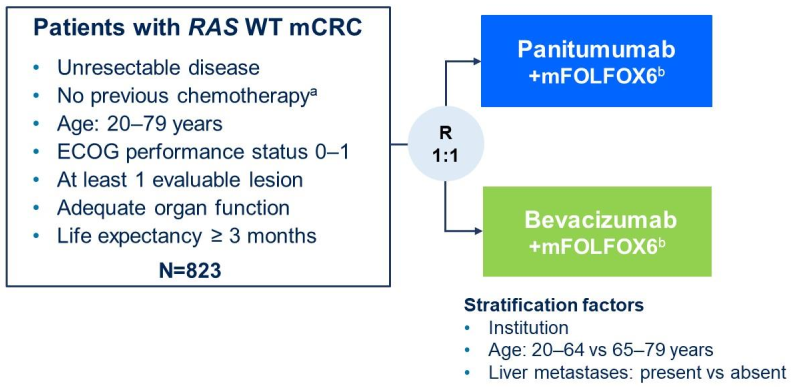 Patients with RAS WT mCRC
• Unresectable disease
• No previous chemotherapyᵃ
• Age: 20–79 years
• ECOG performance status 0–1
• At least 1 evaluable lesion
• Adequate organ function
• Life expectancy ≥ 3 months
N=823
R
1:1
Panitumumab
+mFOLFOX6ᵇ
Bevacizumab
+mFOLFOX6ᵇ
Stratification factors
• Institution
• Age: 20–64 vs 65–79 years
• Liver metastases: present vs absent